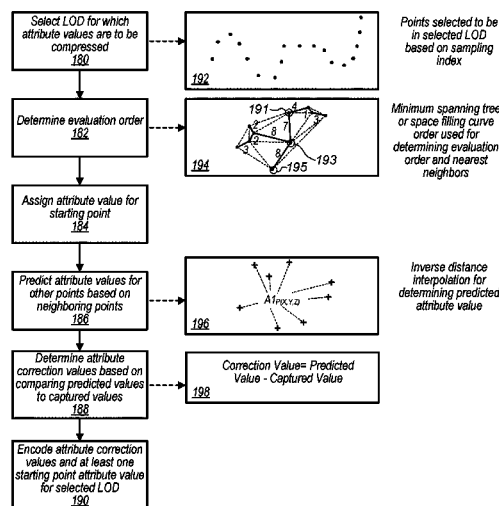 Select LOD for which
attribute values are to be
compressed
180
192
Points selected to be
in selected LOD
based on sampling
index
Determine evaluation order
182
191
4
7
3
2
8
2
3
8
193
195
194
Minimum spanning tree
or space filling curve
order used for
determining evaluation
order and nearest
neighbors
Assign attribute value for
starting point
184
Predict attribute values for
other points based on
neighboring points
186
A1P(X,Y,Z)
196
Inverse distance
interpolation for
determining predicted
attribute value
Determine attribute
correction values based on
comparing predicted values
to captured values
188
Correction Value= Predicted
Value - Captured Value
198
Encode attribute correction
values and at least one
starting point attribute value
for selected LOD
190